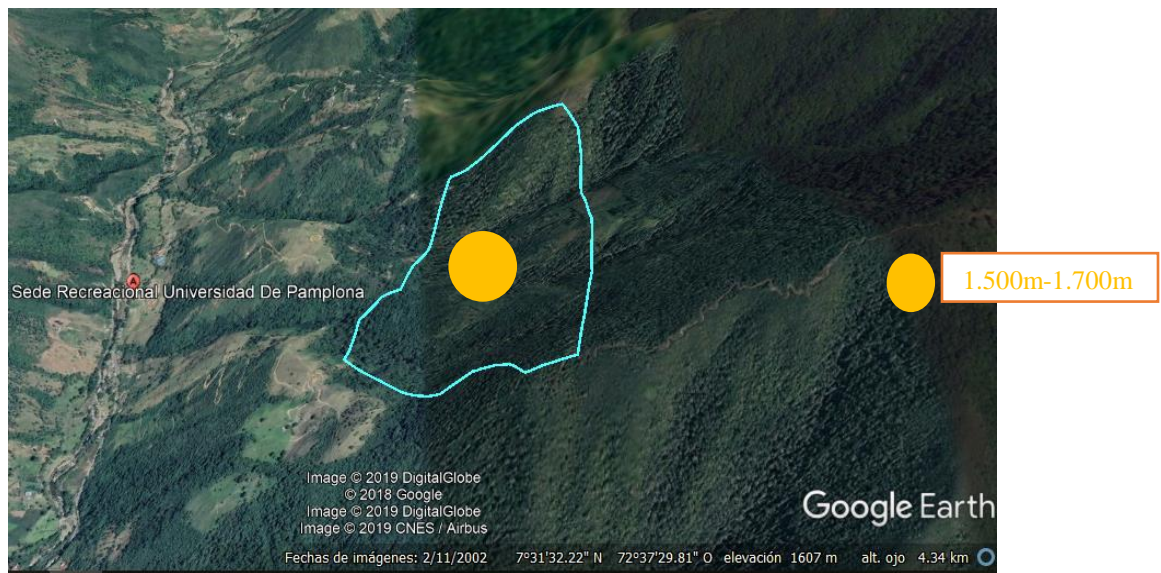 A
Sede Recreacional Universidad De Pamplona
1.500m-1.700m
Image © 2019 DigitalGlobe
© 2018 Google
Image © 2019 DigitalGlobe
Image © 2019 CNES / Airbus
Google Earth
Fechas de imágenes: 2/11/2002 7°31'32.22" N 72°37'29.81" O elevación 1607 m alt. ojo 4.34 km